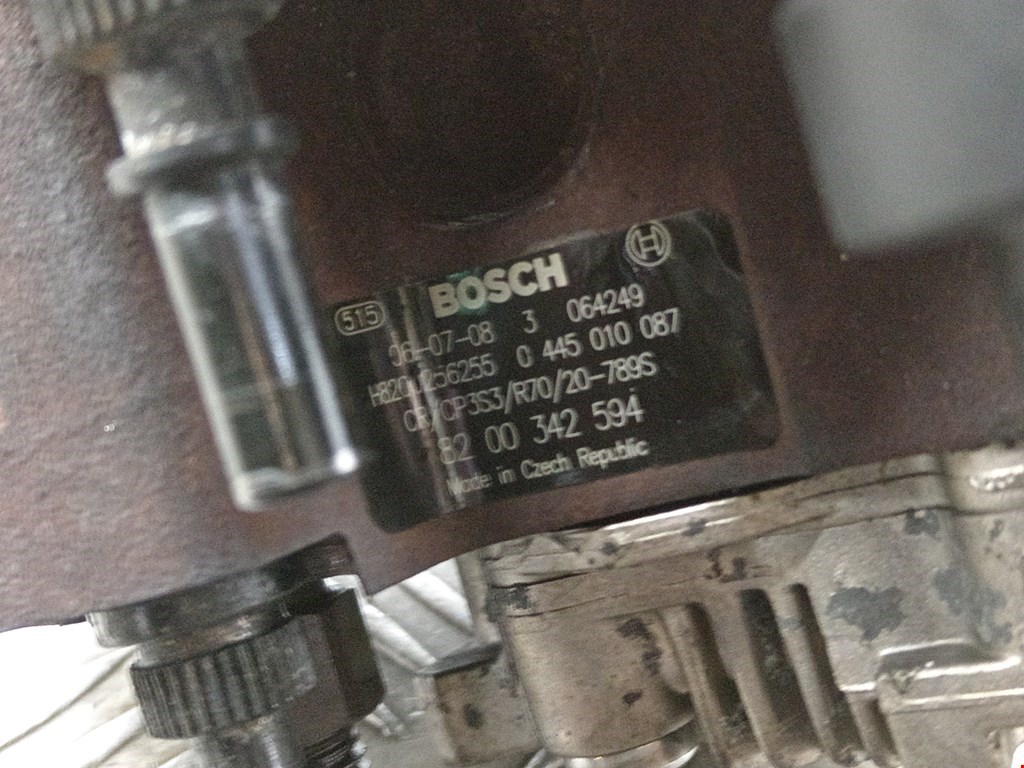 BOSCH
515
06-07-08 3 064249
H8200256255 0 445 010 087
CR/CP3S3/R70/20-789S
82 00 342 594
Made in Czech Republic